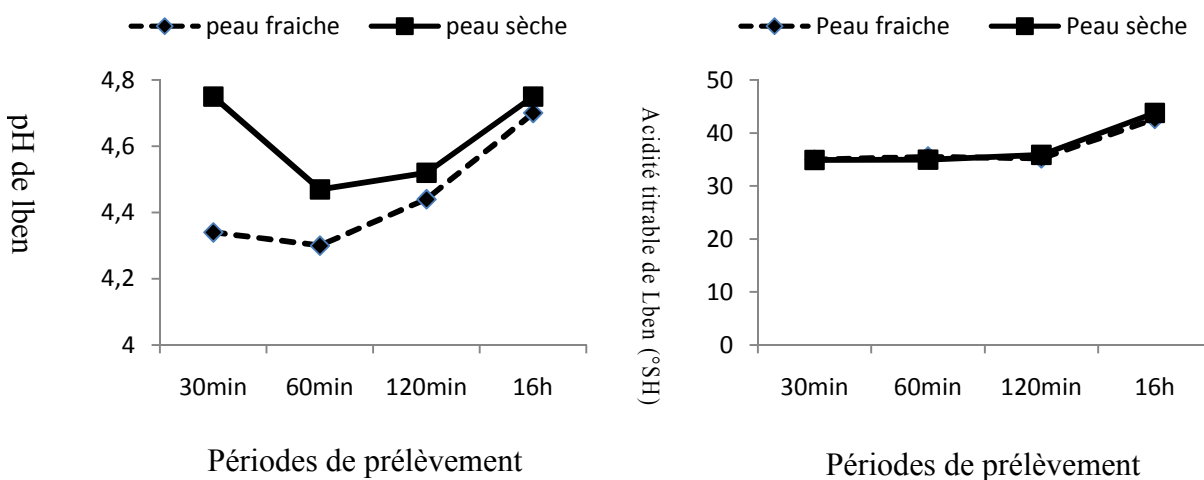 peau fraiche peau sèche
4,8
4,6
4,4
4,2
4
pH de lben
30min 60min 120min 16h
Périodes de prélèvement
Peau fraiche Peau sèche
50
40
30
20
10
0
Acidité titrable de Lben (°SH)
30min 60min 120min 16h
Périodes de prélèvement